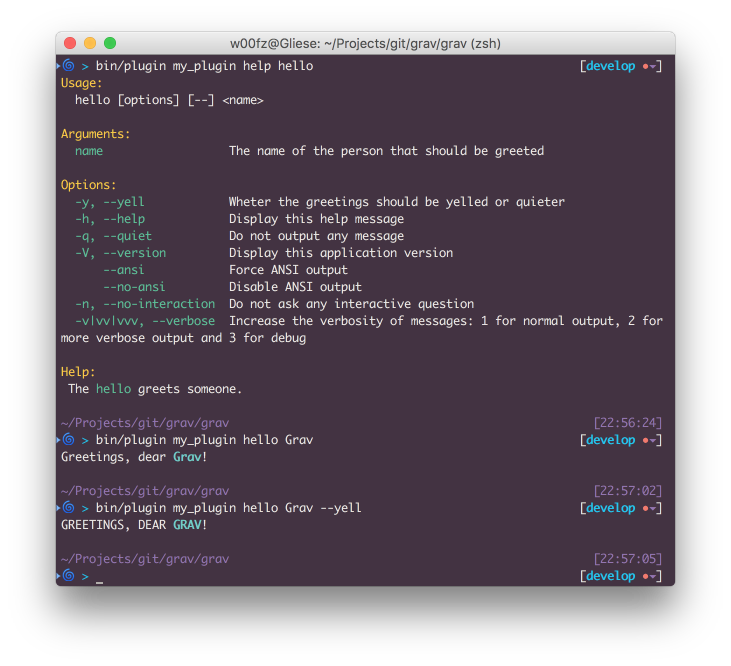 w00fz@Gliese: ~/Projects/git/grav/grav (zsh)
> bin/plugin my_plugin help hello [develop •▾]
Usage:
hello [options] [--] <name>
Arguments:
name The name of the person that should be greeted
Options:
-y, --yell Wheter the greetings should be yelled or quieter
-h, --help Display this help message
-q, --quiet Do not output any message
-V, --version Display this application version
--ansi Force ANSI output
--no-ansi Disable ANSI output
-n, --no-interaction Do not ask any interactive question
-v|vv|vvv, --verbose Increase the verbosity of messages: 1 for normal output, 2 for
more verbose output and 3 for debug
Help:
The hello greets someone.
~/Projects/git/grav/grav [22:56:24]
> bin/plugin my_plugin hello Grav [develop •▾]
Greetings, dear Grav!
~/Projects/git/grav/grav [22:57:02]
> bin/plugin my_plugin hello Grav --yell [develop •▾]
GREETINGS, DEAR GRAV!
~/Projects/git/grav/grav [22:57:05]
> _ [develop •▾]